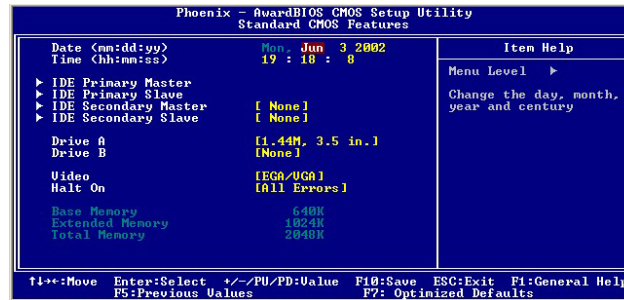 Phoenix - AwardBIOS CMOS Setup Utility
Standard CMOS Features
Date (mm:dd:yy) Mon, Jun 3 2002
Time (hh:mm:ss) 19 : 18 : 8
Item Help
Menu Level ▶
Change the day, month, year and century
▶ IDE Primary Master
▶ IDE Primary Slave
▶ IDE Secondary Master [ None]
▶ IDE Secondary Slave [ None]
Drive A [1.44M, 3.5 in.]
Drive B [None]
Video [EGA/VGA]
Halt On [All Errors]
Base Memory 640K
Extended Memory 1024K
Total Memory 2048K
↑↓→←:Move Enter:Select +/-/PU/PD:Value F10:Save ESC:Exit F1:General Help
F5:Previous Values F7: Optimized Defaults